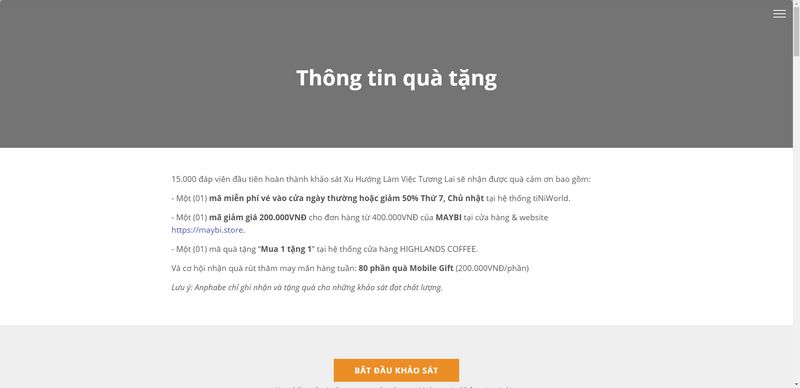 Thông tin quà tặng
15.000 đáp viên đầu tiên hoàn thành khảo sát Xu Hướng Làm Việc Tương Lai sẽ nhận được quà cảm ơn bao gồm:
- Một (01) mã miễn phí vé vào cửa ngày thường hoặc giảm 50% Thứ 7, Chủ nhật tại hệ thống tiNiWorld.
- Một (01) mã giảm giá 200.000VNĐ cho đơn hàng từ 400.000VNĐ của MAYBI tại cửa hàng & website
https://maybi.store.
- Một (01) mã quà tặng “Mua 1 tặng 1” tại hệ thống cửa hàng HIGHLANDS COFFEE.
Và cơ hội nhận quà rút thăm may mắn hàng tuần: 80 phần quà Mobile Gift (200.000VNĐ/phần)
Lưu ý: Anphabe chỉ ghi nhận và tặng quà cho những khảo sát đạt chất lượng.
BẮT ĐẦU KHẢO SÁT